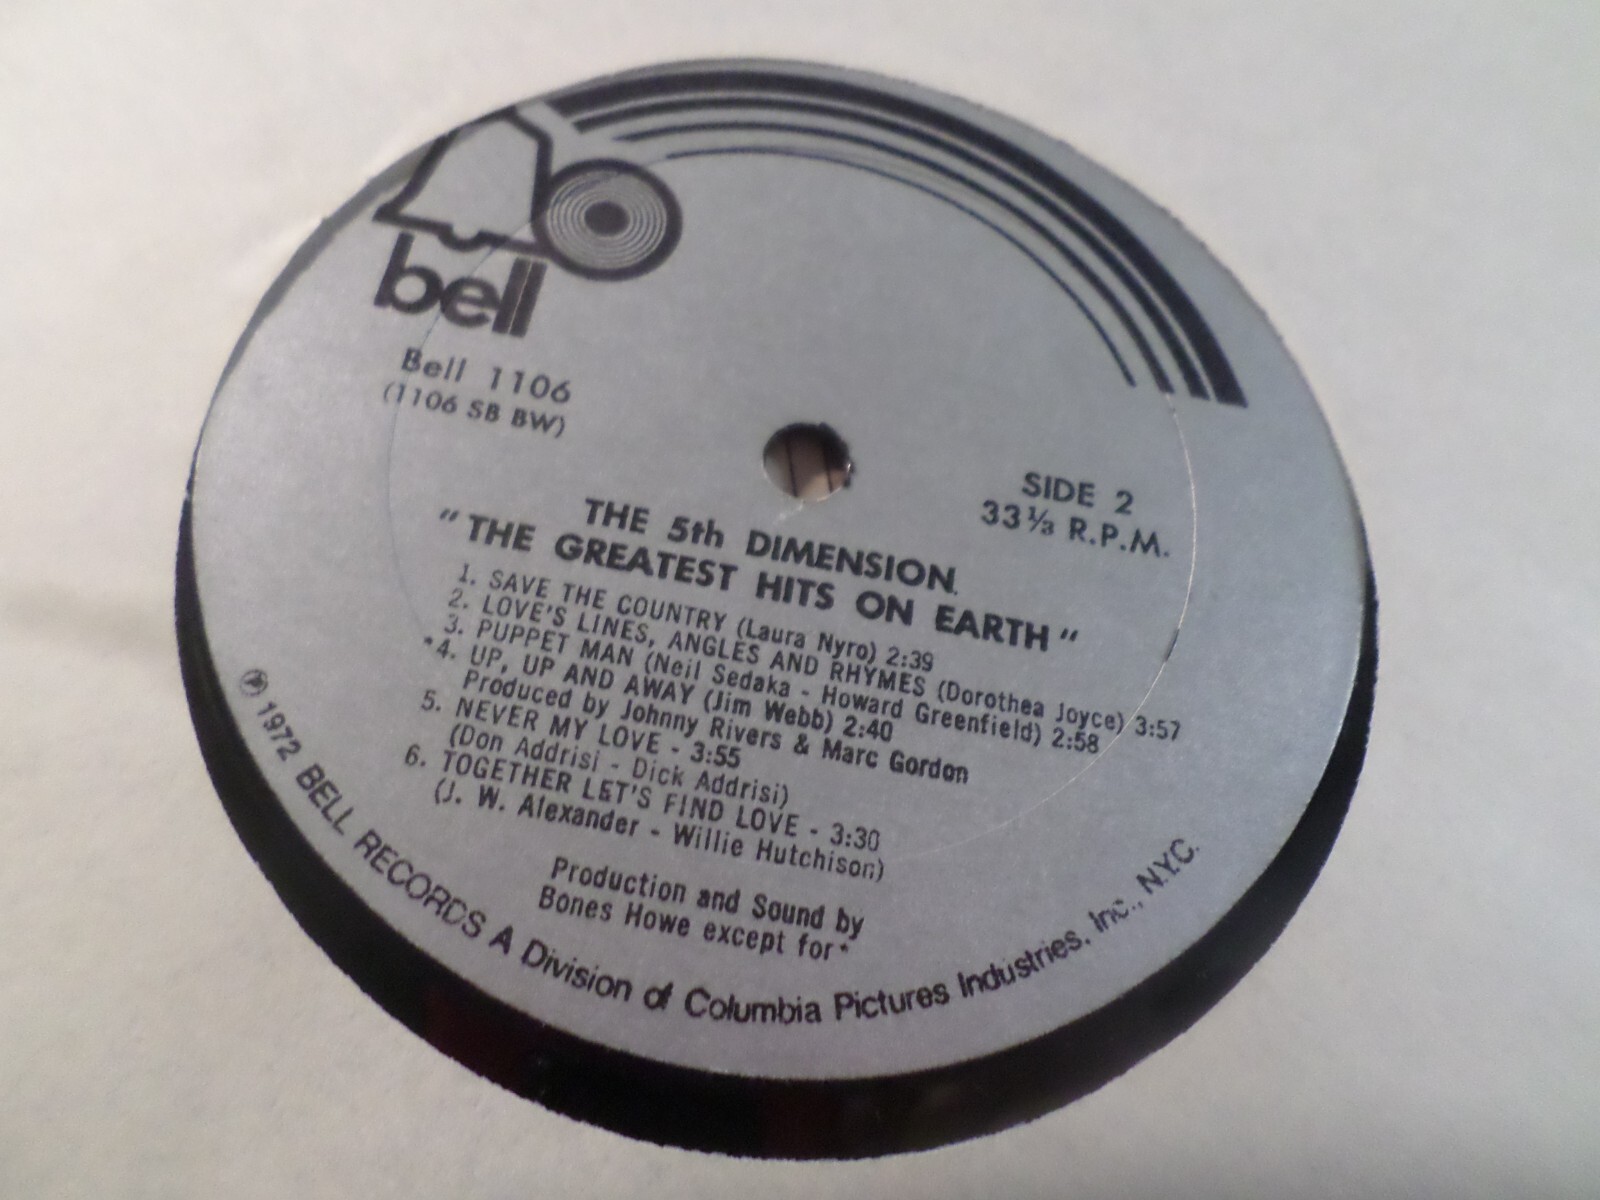 bell
Bell 1106
(1106 SB BW)
SIDE 2
33⅓ R.P.M.
THE 5th DIMENSION
"THE GREATEST HITS ON EARTH"
1. SAVE THE COUNTRY (Laura Nyro) 2:39
2. LOVE'S LINES, ANGLES AND RHYMES (Dorothea Joyce) 3:57
3. PUPPET MAN (Neil Sedaka - Howard Greenfield) 2:58
*4. UP, UP AND AWAY (Jim Webb) 2:40
Produced by Johnny Rivers & Marc Gordon
5. NEVER MY LOVE - 3:55
(Don Addrisi - Dick Addrisi)
6. TOGETHER LET'S FIND LOVE - 3:30
(J. W. Alexander - Willie Hutchison)
Production and Sound by
Bones Howe except for*
℗ 1972 BELL RECORDS A Division of Columbia Pictures Industries, Inc., N.Y.C.